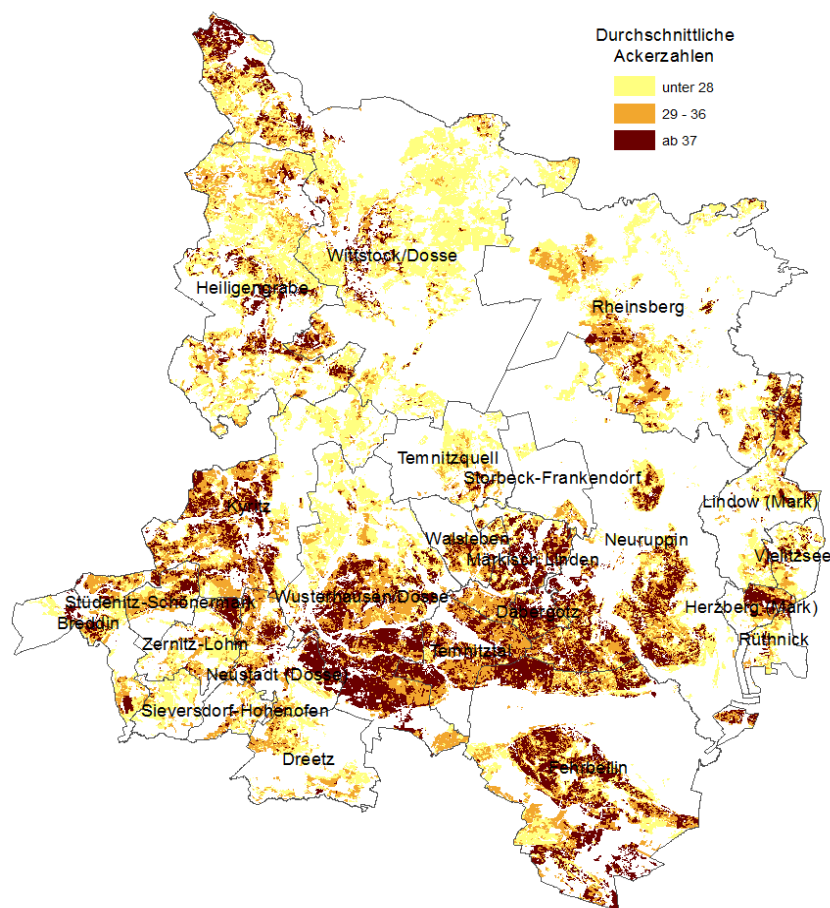 Durchschnittliche
Ackerzahlen
unter 28
29 - 36
ab 37
Wittstock/Dosse
Heiligengrabe
Rheinsberg
Temnitzquell
Storbeck-Frankendorf
Kyritz
Lindow (Mark)
Walsleben
Neuruppin
Märkisch Linden
Vielitzsee
Wusterhausen/Dosse
Stüdenitz-Schönermark
Dabergotz
Herzberg (Mark)
Breddin
Zernitz-Lohm
Temnitztal
Rüthnick
Neustadt (Dosse)
Sieversdorf-Hohenofen
Dreetz
Fehrbellin